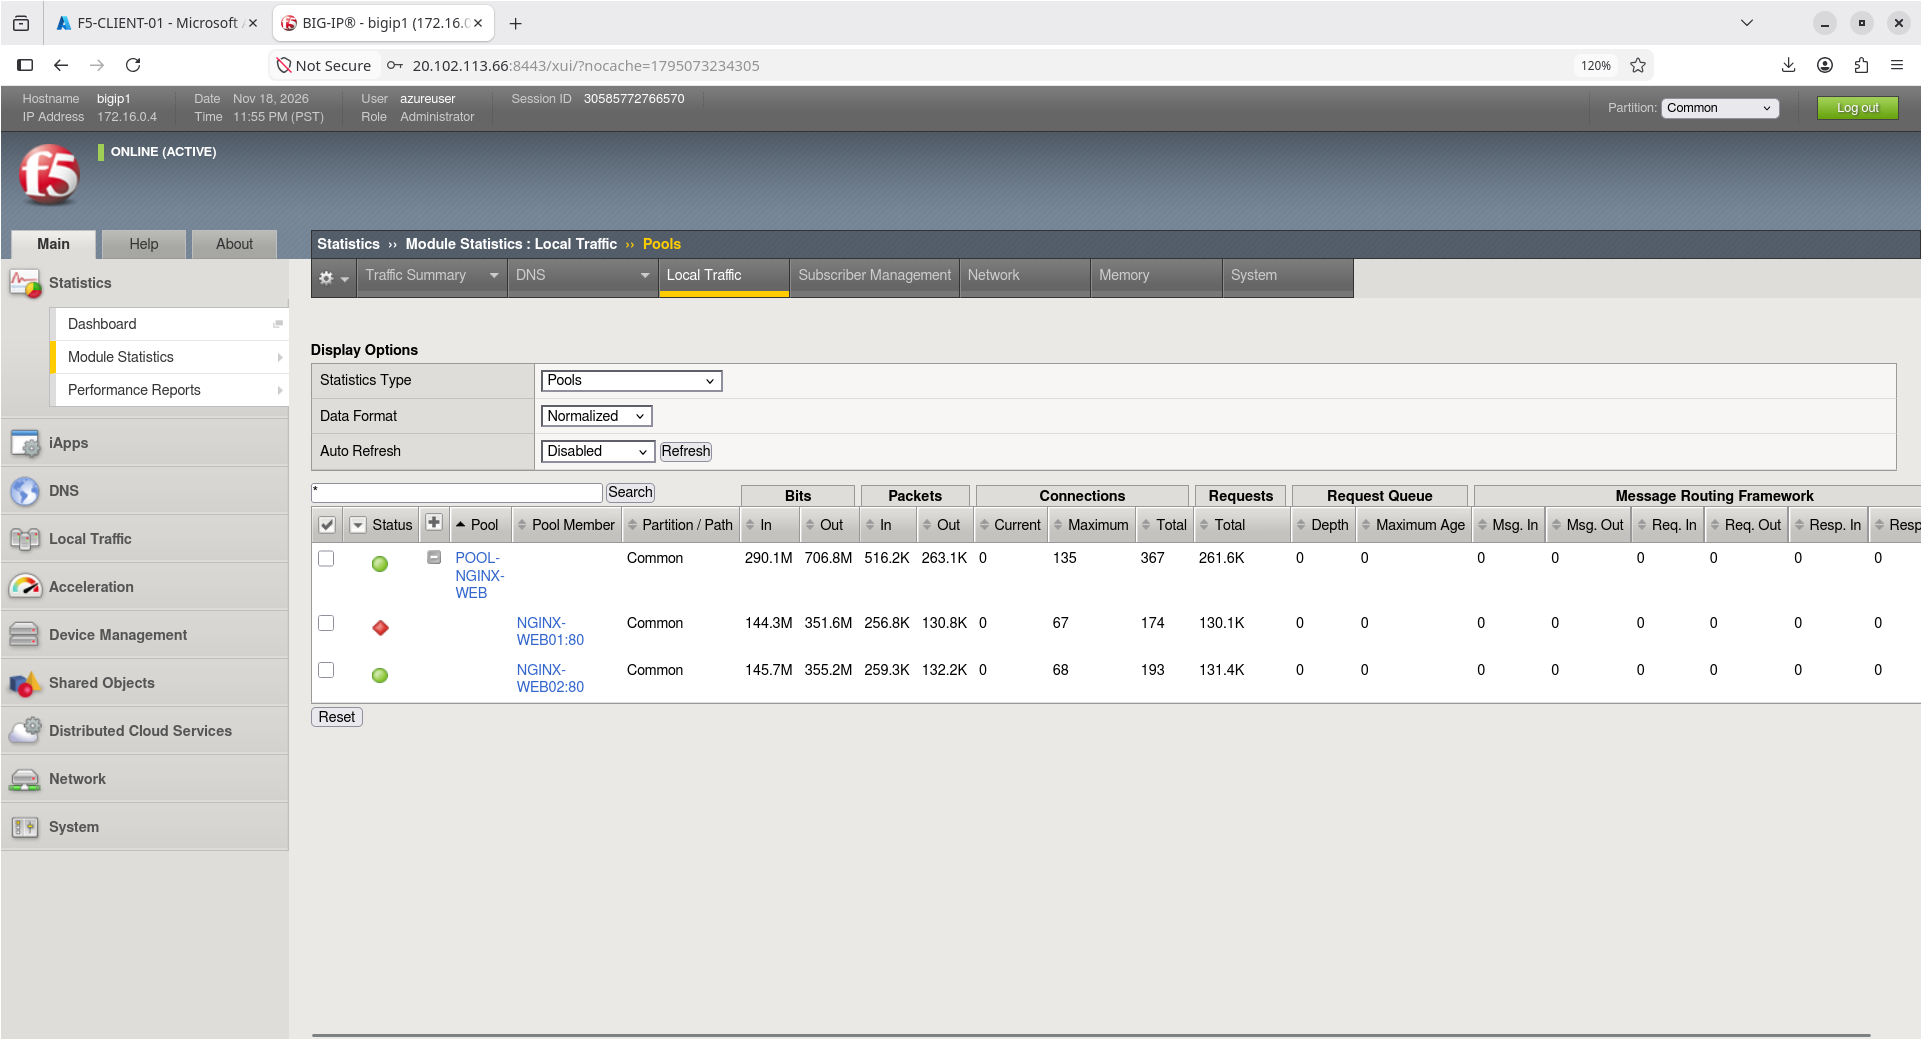 F5-CLIENT-01 - Microsoft A
BIG-IP® - bigip1 (172.16.0
Not Secure
20.102.113.66:8443/xui/?nocache=1795073234305
120%
Hostname bigip1
IP Address 172.16.0.4
Date Nov 18, 2026
Time 11:55 PM (PST)
User azureuser
Role Administrator
Session ID 30585772766570
Partition: Common
Log out
f5
ONLINE (ACTIVE)
Main Help About
Statistics ›› Module Statistics : Local Traffic ›› Pools
Traffic Summary DNS Local Traffic Subscriber Management Network Memory System
Statistics
Dashboard
Module Statistics
Performance Reports
iApps
DNS
Local Traffic
Acceleration
Device Management
Shared Objects
Distributed Cloud Services
Network
System
Display Options
Statistics Type Pools
Data Format Normalized
Auto Refresh Disabled Refresh
* Search
Bits Packets Connections Requests Request Queue Message Routing Framework
Status Pool Pool Member Partition / Path In Out In Out Current Maximum Total Total Depth Maximum Age Msg. In Msg. Out Req. In Req. Out Resp. In Resp
POOL-
NGINX-
WEB
Common 290.1M 706.8M 516.2K 263.1K 0 135 367 261.6K 0 0 0 0 0 0 0 0
NGINX-
WEB01:80
Common 144.3M 351.6M 256.8K 130.8K 0 67 174 130.1K 0 0 0 0 0 0 0 0
NGINX-
WEB02:80
Common 145.7M 355.2M 259.3K 132.2K 0 68 193 131.4K 0 0 0 0 0 0 0 0
Reset